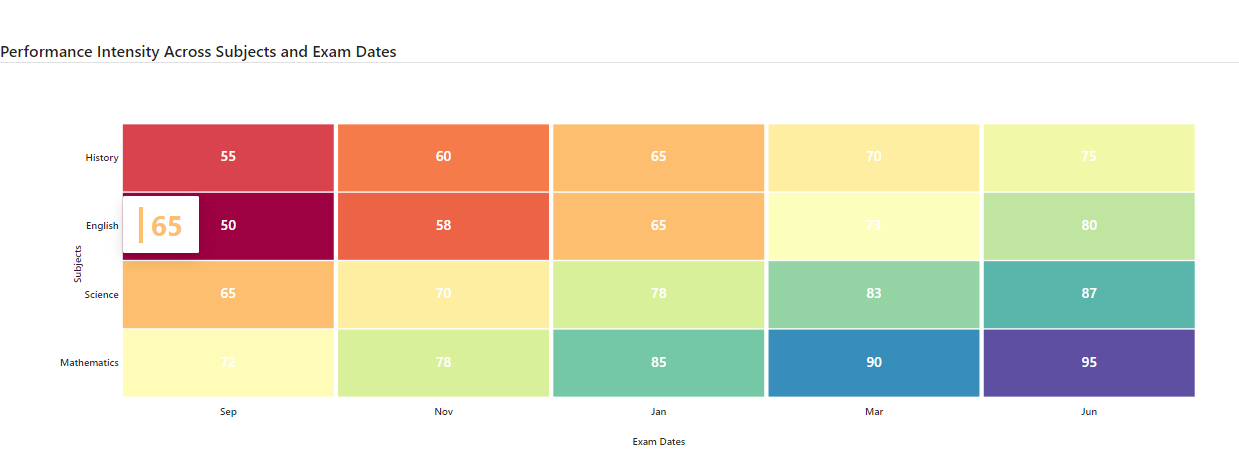 Performance Intensity Across Subjects and Exam Dates
History 55 60 65 70 75
English 65 50 58 65 73 80
Subjects
Science 65 70 78 83 87
Mathematics 72 78 85 90 95
Sep Nov Jan Mar Jun
Exam Dates